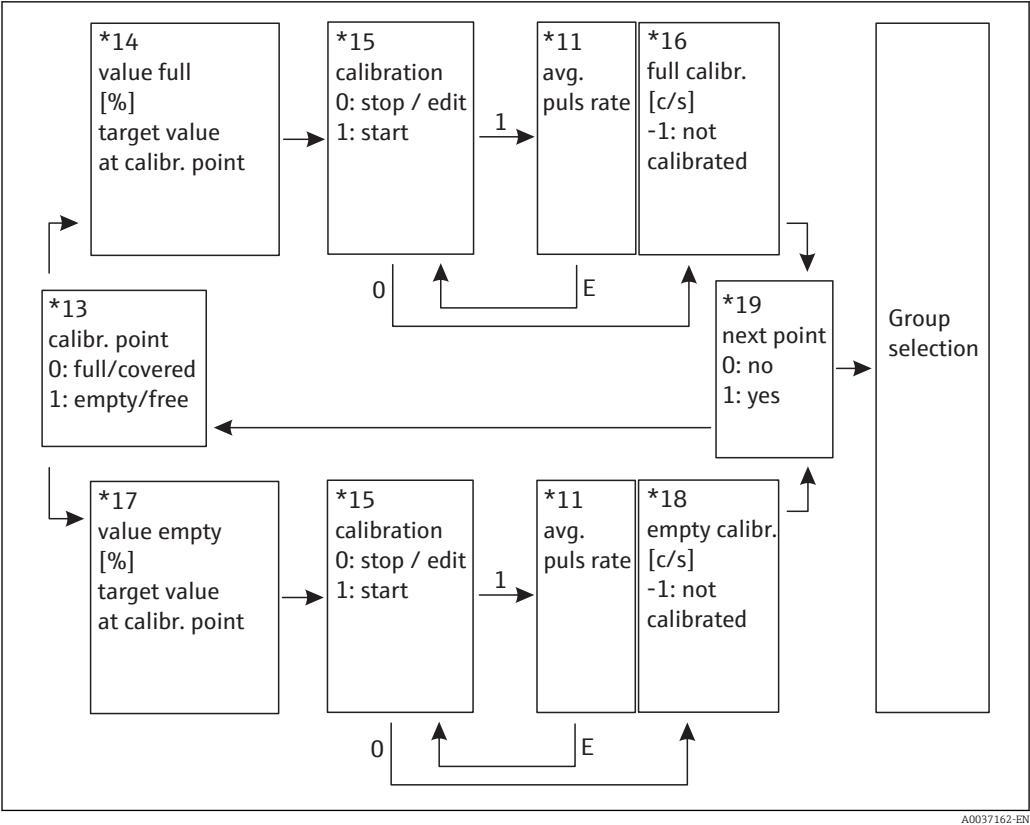 *14
value full
[%]
target value
at calibr. point
*15
calibration
0: stop / edit
1: start
1
*11
avg.
puls rate
*16
full calibr.
[c/s]
-1: not
calibrated
0
E
*13
calibr. point
0: full/covered
1: empty/free
*19
next point
0: no
1: yes
Group
selection
*17
value empty
[%]
target value
at calibr. point
*15
calibration
0: stop / edit
1: start
1
*11
avg.
puls rate
*18
empty calibr.
[c/s]
-1: not
calibrated
0
E
A0037162-EN